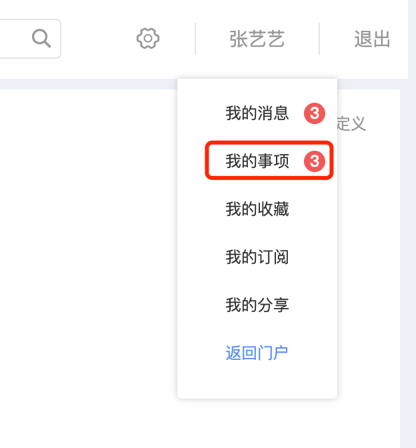 张艺艺 退出
我的消息 3
定义
我的事项 3
我的收藏
我的订阅
我的分享
返回门户